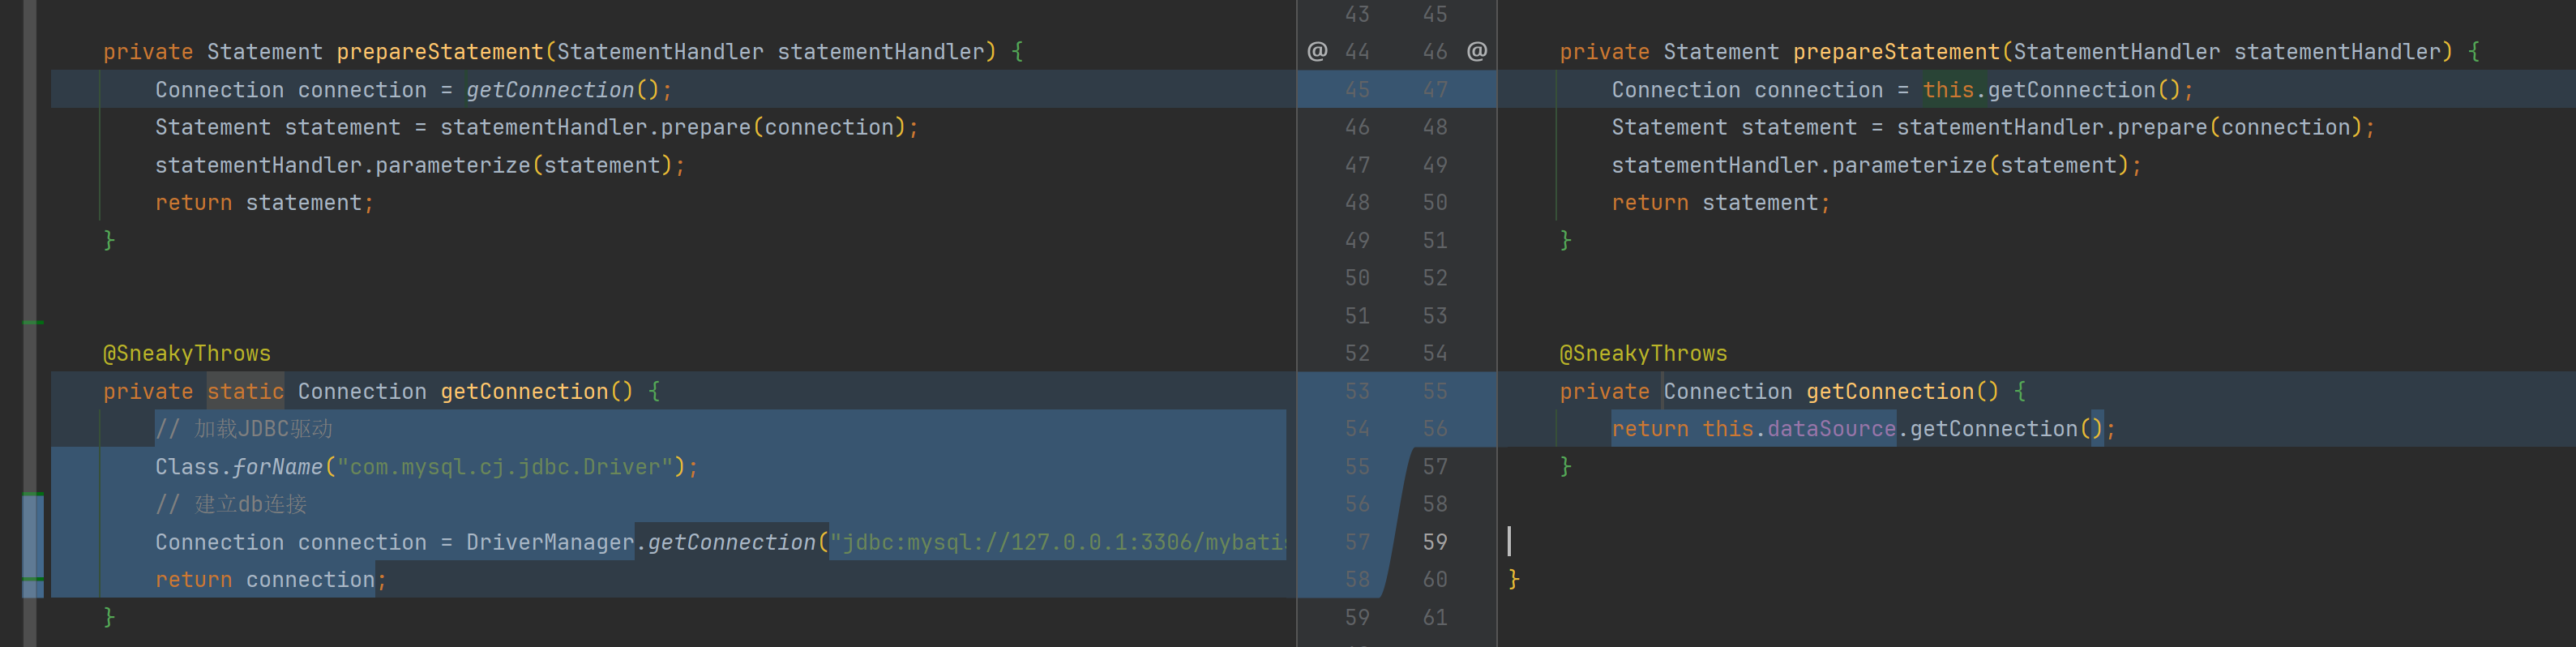 43 45
private Statement prepareStatement(StatementHandler statementHandler) { @ 44 46 @ private Statement prepareStatement(StatementHandler statementHandler) {
Connection connection = getConnection(); 45 47 Connection connection = this.getConnection();
Statement statement = statementHandler.prepare(connection); 46 48 Statement statement = statementHandler.prepare(connection);
statementHandler.parameterize(statement); 47 49 statementHandler.parameterize(statement);
return statement; 48 50 return statement;
} 49 51 }
50 52
51 53
@SneakyThrows 52 54 @SneakyThrows
private static Connection getConnection() { 53 55 private Connection getConnection() {
// 加载JDBC驱动 54 56 return this.dataSource.getConnection();
Class.forName("com.mysql.cj.jdbc.Driver"); 55 57 }
// 建立db连接 56 58
Connection connection = DriverManager.getConnection("jdbc:mysql://127.0.0.1:3306/mybati 57 59
return connection; 58 60 }
} 59 61